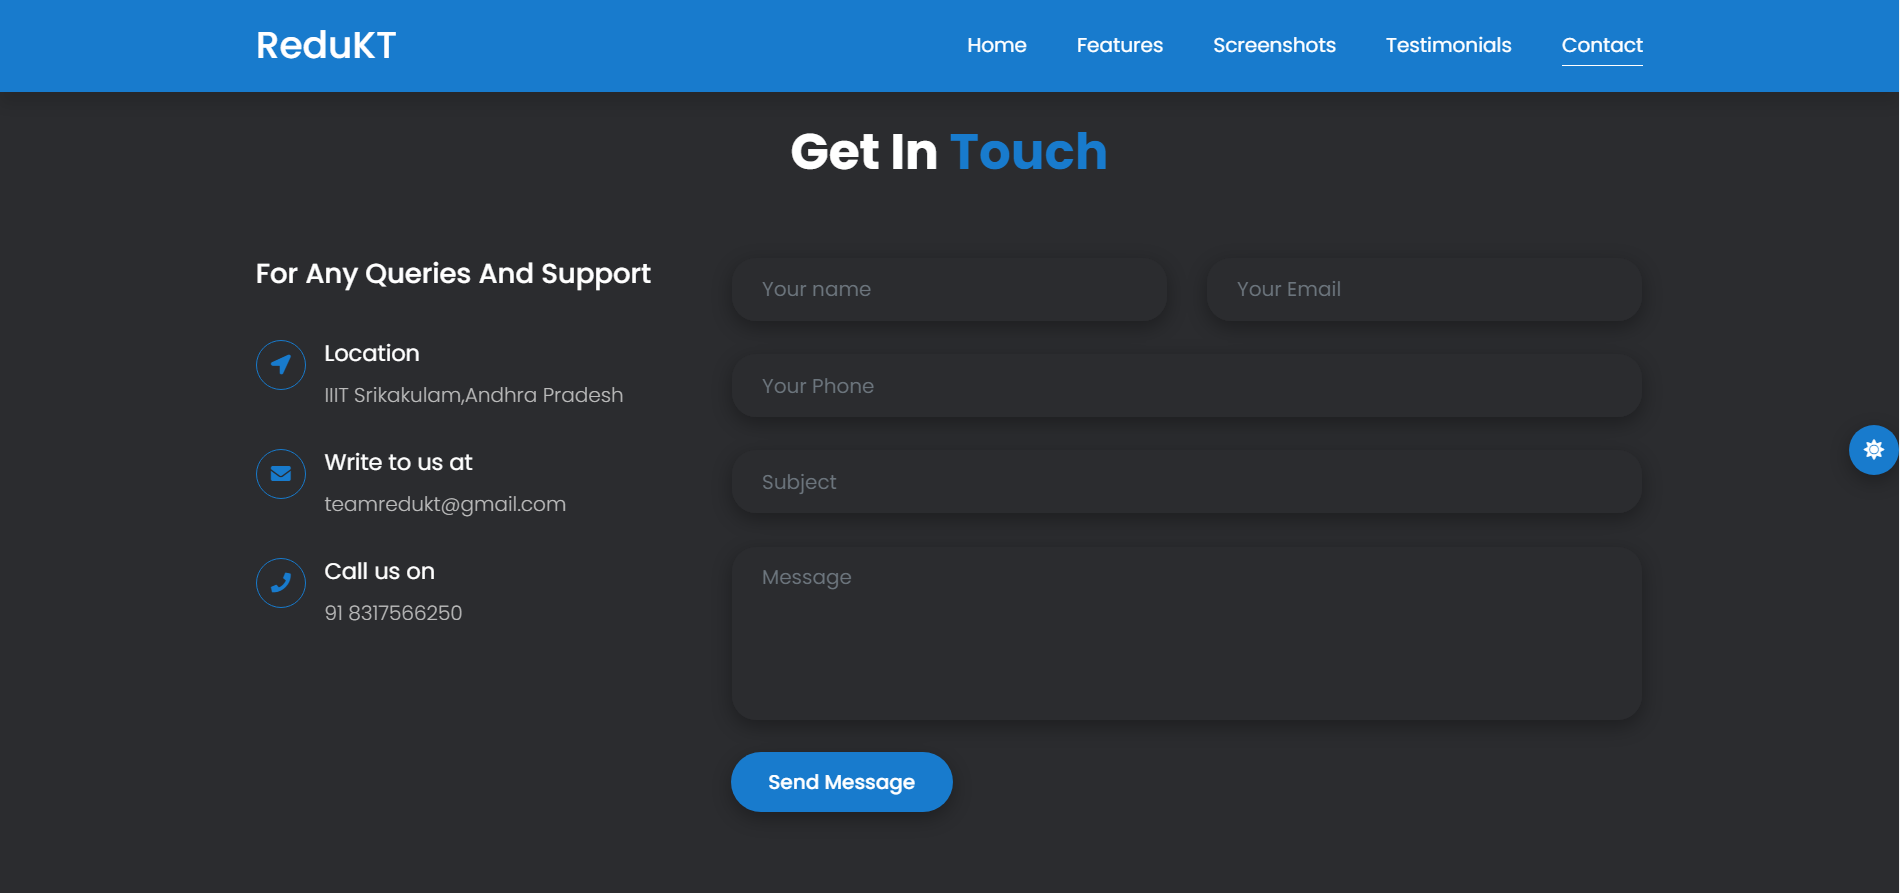 ReduKT
Home Features Screenshots Testimonials Contact
Get In Touch
For Any Queries And Support
Location
IIIT Srikakulam,Andhra Pradesh
Write to us at
teamredukt@gmail.com
Call us on
91 8317566250
Your name
Your Email
Your Phone
Subject
Message
Send Message